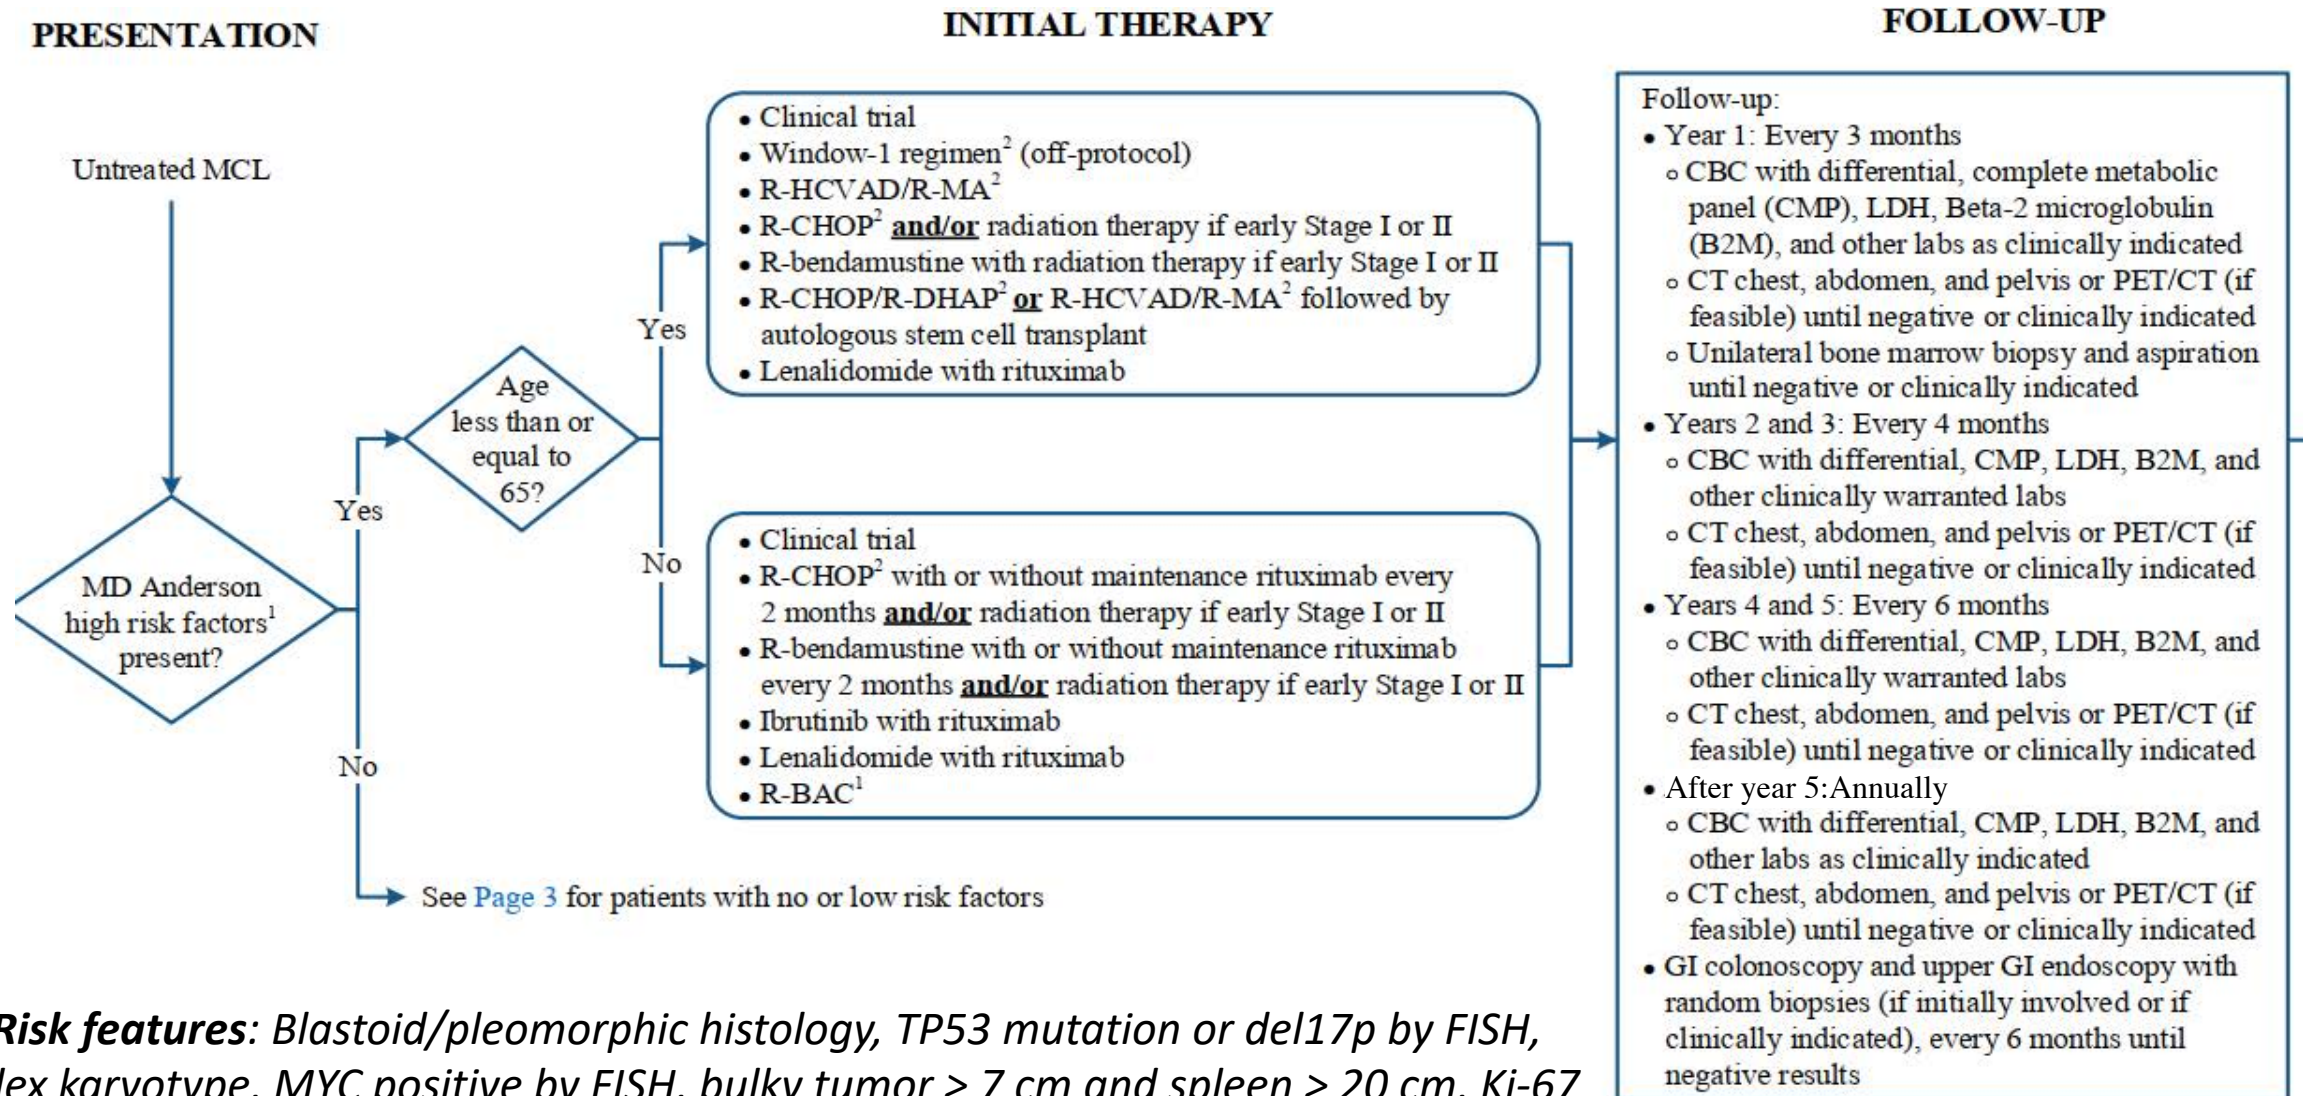 PRESENTATION
INITIAL THERAPY
FOLLOW-UP
Untreated MCL
MD Anderson
high risk factors¹
present?
Yes
No
Age
less than or
equal to
65?
Yes
No
• Clinical trial
• Window-1 regimen² (off-protocol)
• R-HCVAD/R-MA²
• R-CHOP² and/or radiation therapy if early Stage I or II
• R-bendamustine with radiation therapy if early Stage I or II
• R-CHOP/R-DHAP² or R-HCVAD/R-MA² followed by
autologous stem cell transplant
• Lenalidomide with rituximab
• Clinical trial
• R-CHOP² with or without maintenance rituximab every
2 months and/or radiation therapy if early Stage I or II
• R-bendamustine with or without maintenance rituximab
every 2 months and/or radiation therapy if early Stage I or II
• Ibrutinib with rituximab
• Lenalidomide with rituximab
• R-BAC¹
See Page 3 for patients with no or low risk factors
Follow-up:
• Year 1: Every 3 months
o CBC with differential, complete metabolic
panel (CMP), LDH, Beta-2 microglobulin
(B2M), and other labs as clinically indicated
o CT chest, abdomen, and pelvis or PET/CT (if
feasible) until negative or clinically indicated
o Unilateral bone marrow biopsy and aspiration
until negative or clinically indicated
• Years 2 and 3: Every 4 months
o CBC with differential, CMP, LDH, B2M, and
other clinically warranted labs
o CT chest, abdomen, and pelvis or PET/CT (if
feasible) until negative or clinically indicated
• Years 4 and 5: Every 6 months
o CBC with differential, CMP, LDH, B2M, and
other clinically warranted labs
o CT chest, abdomen, and pelvis or PET/CT (if
feasible) until negative or clinically indicated
• After year 5:Annually
o CBC with differential, CMP, LDH, B2M, and
other labs as clinically indicated
o CT chest, abdomen, and pelvis or PET/CT (if
feasible) until negative or clinically indicated
• GI colonoscopy and upper GI endoscopy with
random biopsies (if initially involved or if
clinically indicated), every 6 months until
negative results
Risk features: Blastoid/pleomorphic histology, TP53 mutation or del17p by FISH,
lex karyotype, MYC positive by FISH, bulky tumor > 7 cm and spleen > 20 cm, Ki-67